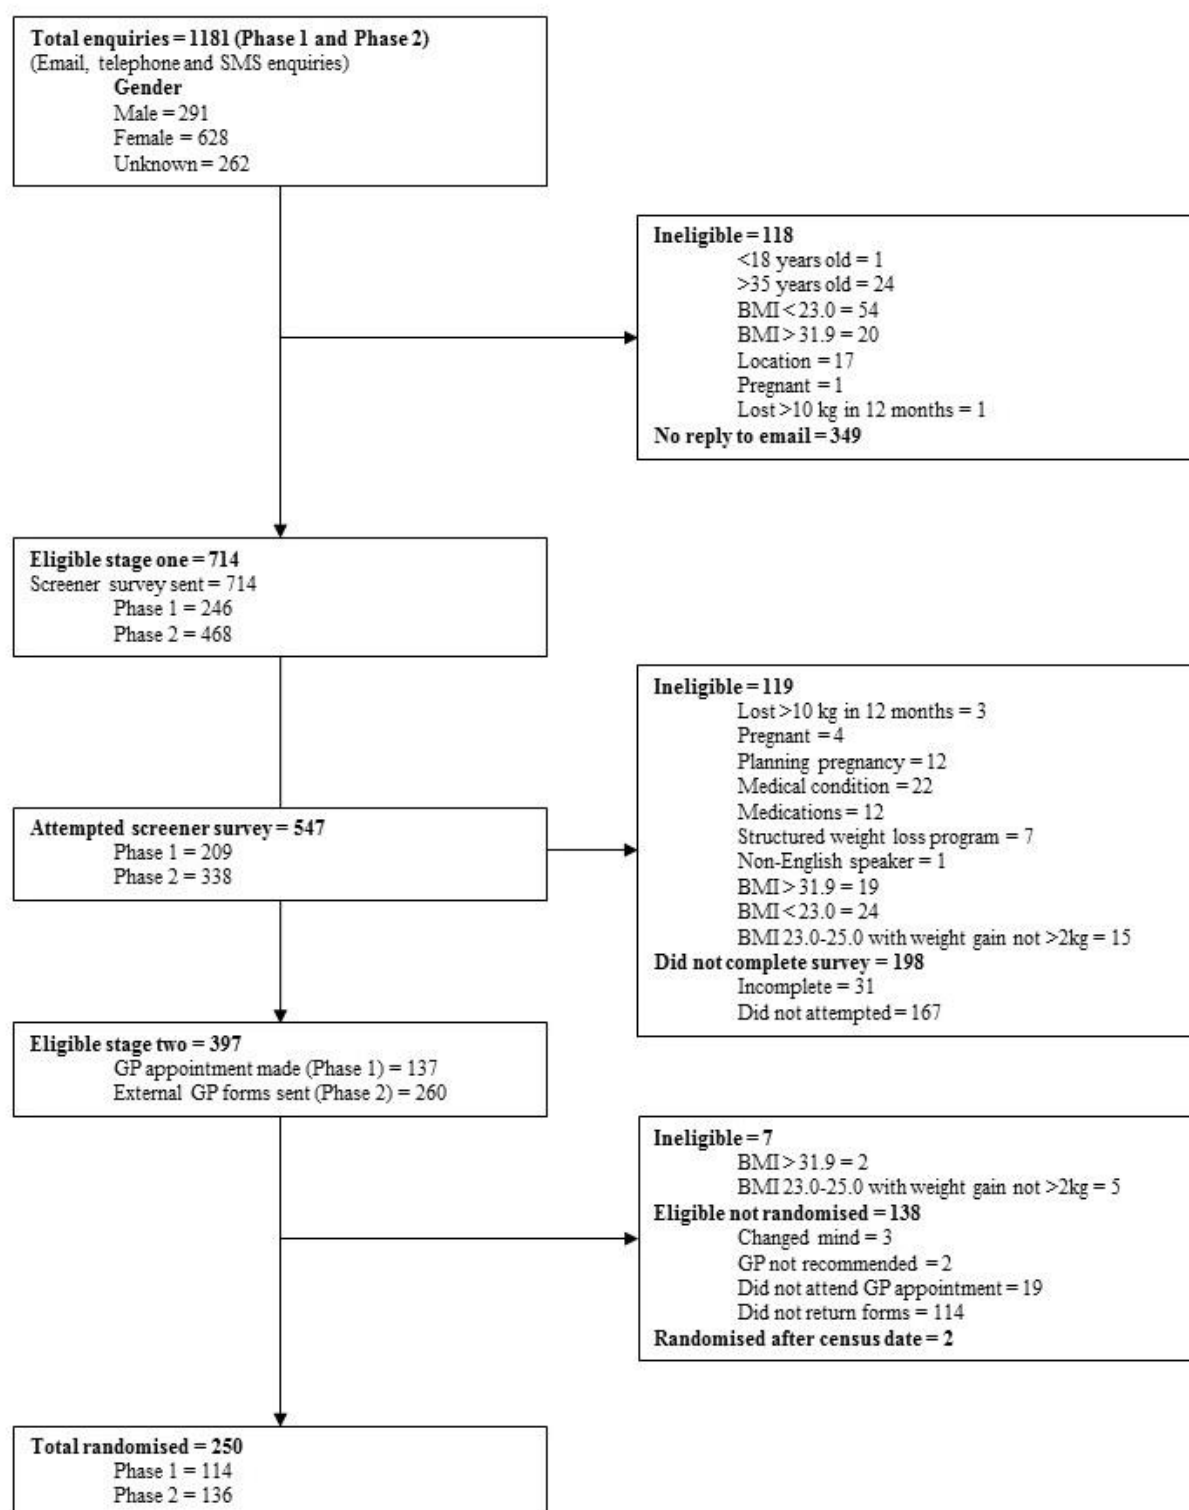 Total enquiries = 1181 (Phase 1 and Phase 2)
(Email, telephone and SMS enquiries)
Gender
Male = 291
Female = 628
Unknown = 262
Ineligible = 118
<18 years old = 1
>35 years old = 24
BMI < 23.0 = 54
BMI > 31.9 = 20
Location = 17
Pregnant = 1
Lost >10 kg in 12 months = 1
No reply to email = 349
Eligible stage one = 714
Screener survey sent = 714
Phase 1 = 246
Phase 2 = 468
Ineligible = 119
Lost >10 kg in 12 months = 3
Pregnant = 4
Planning pregnancy = 12
Medical condition = 22
Medications = 12
Structured weight loss program = 7
Non-English speaker = 1
BMI > 31.9 = 19
BMI < 23.0 = 24
BMI 23.0-25.0 with weight gain not >2kg = 15
Did not complete survey = 198
Incomplete = 31
Did not attempted = 167
Attempted screener survey = 547
Phase 1 = 209
Phase 2 = 338
Eligible stage two = 397
GP appointment made (Phase 1) = 137
External GP forms sent (Phase 2) = 260
Ineligible = 7
BMI > 31.9 = 2
BMI 23.0-25.0 with weight gain not >2kg = 5
Eligible not randomised = 138
Changed mind = 3
GP not recommended = 2
Did not attend GP appointment = 19
Did not return forms = 114
Randomised after census date = 2
Total randomised = 250
Phase 1 = 114
Phase 2 = 136